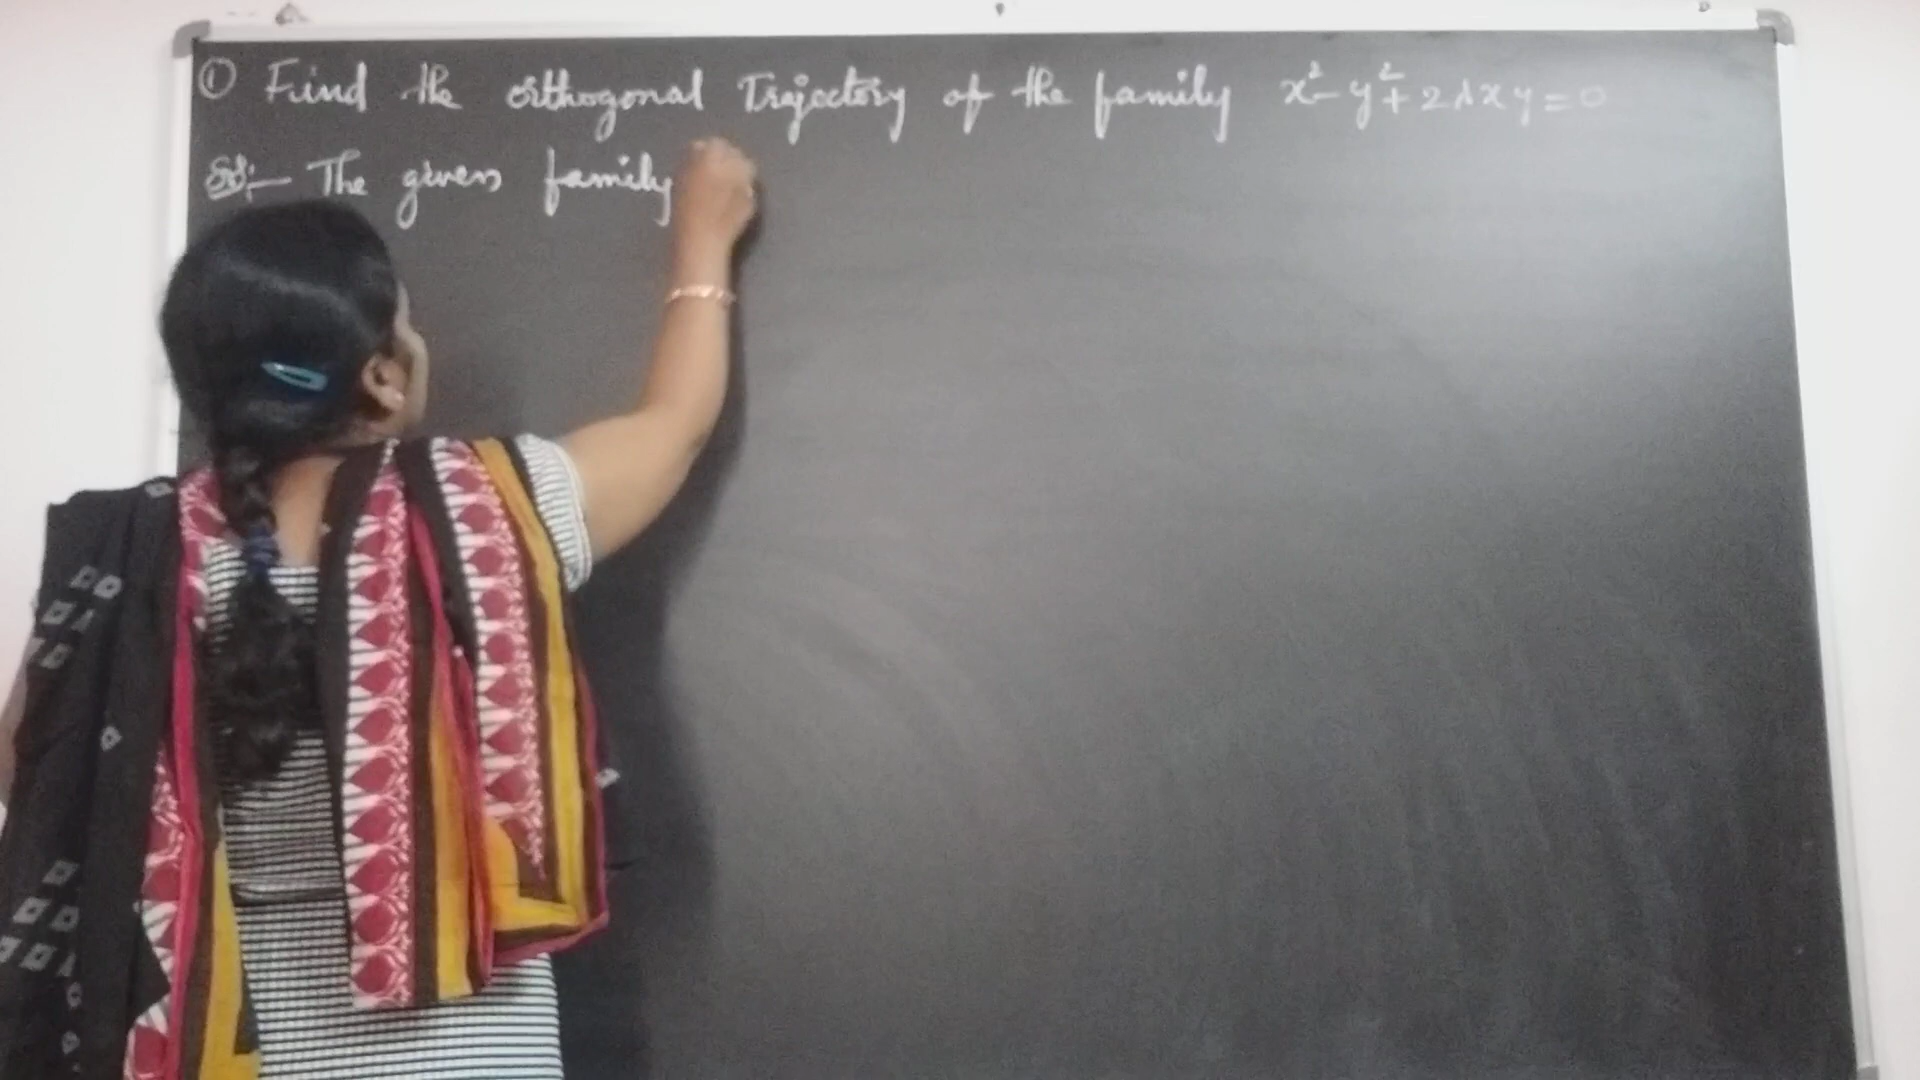 ① Find the orthogonal Trajectory of the family x²-y²+2λxy=0
Sol:- The given family